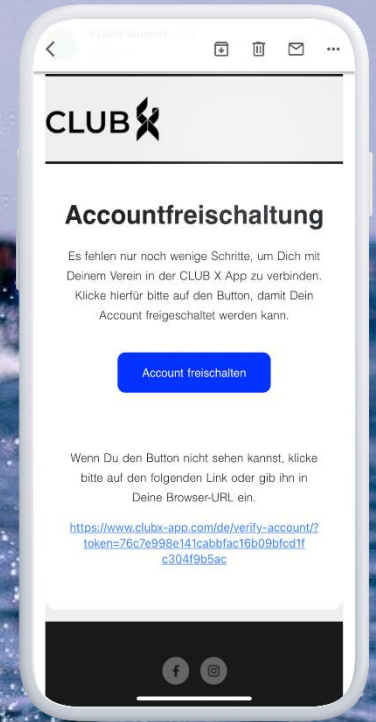 CLUB
Accountfreischaltung
Es fehlen nur noch wenige Schritte, um Dich mit
Deinem Verein in der CLUB X App zu verbinden.
Klicke hierfür bitte auf den Button, damit Dein
Account freigeschaltet werden kann.
Account freischalten
Wenn Du den Button nicht sehen kannst, klicke
bitte auf den folgenden Link oder gib ihn in
Deine Browser-URL ein.
https://www.clubx-app.com/de/verify-account/?
token=76c7e998e141cabbfac16b09bfcd1f
c304f9b5ac